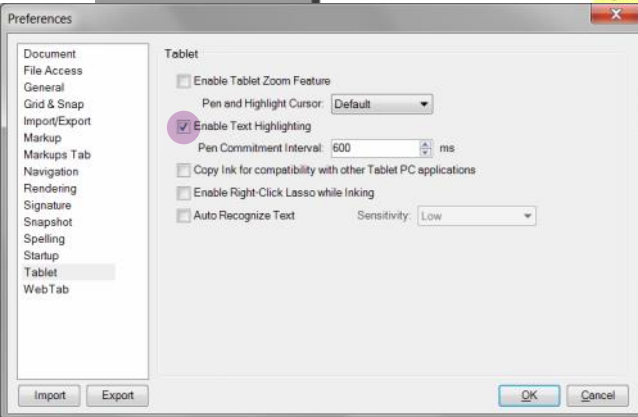 Preferences
Document
File Access
General
Grid & Snap
Import/Export
Markup
Markups Tab
Navigation
Rendering
Signature
Snapshot
Spelling
Startup
Tablet
WebTab
Tablet
Enable Tablet Zoom Feature
Pen and Highlight Cursor: Default
Enable Text Highlighting
Pen Commitment Interval: 600 ms
Copy Ink for compatibility with other Tablet PC applications
Enable Right-Click Lasso while Inking
Auto Recognize Text Sensitivity: Low
Import Export OK Cancel